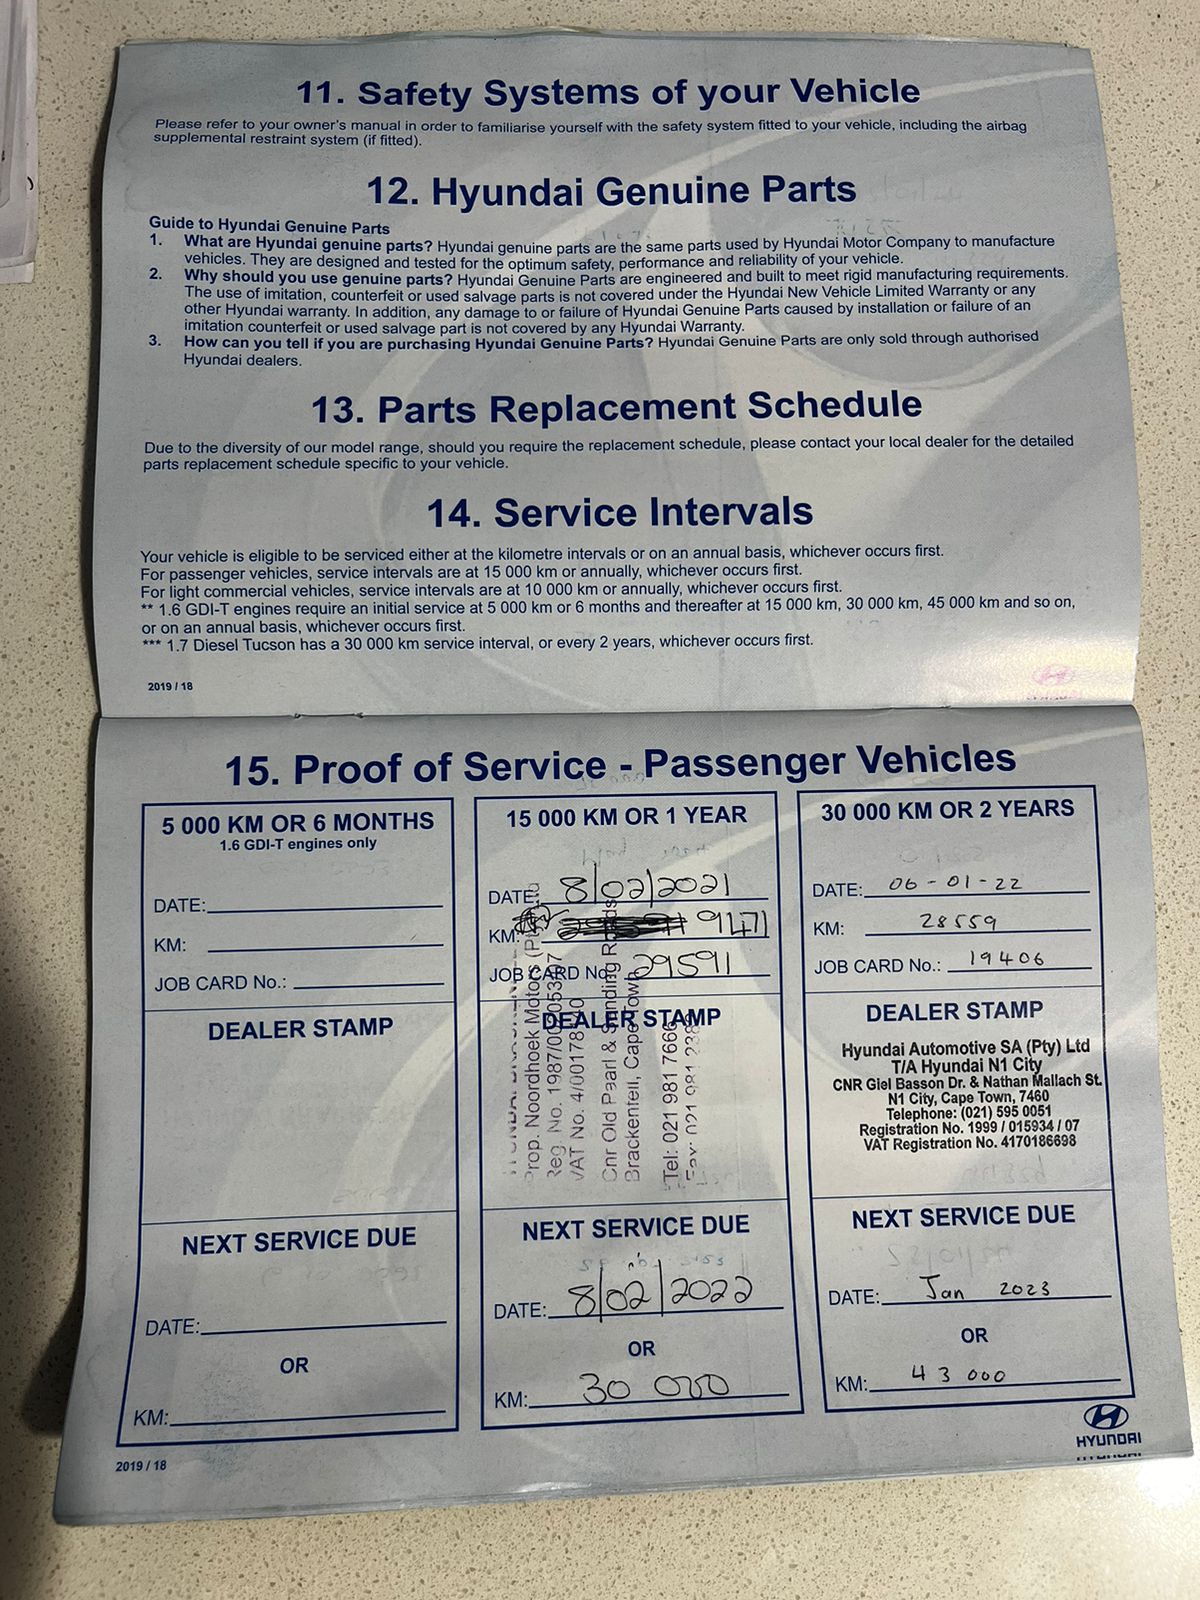 11. Safety Systems of your Vehicle
Please refer to your owner's manual in order to familiarise yourself with the safety system fitted to your vehicle, including the airbag
supplemental restraint system (if fitted).
12. Hyundai Genuine Parts
Guide to Hyundai Genuine Parts
1. What are Hyundai genuine parts? Hyundai genuine parts are the same parts used by Hyundai Motor Company to manufacture
vehicles. They are designed and tested for the optimum safety, performance and reliability of your vehicle.
2. Why should you use genuine parts? Hyundai Genuine Parts are engineered and built to meet rigid manufacturing requirements.
The use of imitation, counterfeit or used salvage parts is not covered under the Hyundai New Vehicle Limited Warranty or any
other Hyundai warranty. In addition, any damage to or failure of Hyundai Genuine Parts caused by installation or failure of an
imitation counterfeit or used salvage part is not covered by any Hyundai Warranty.
3. How can you tell if you are purchasing Hyundai Genuine Parts? Hyundai Genuine Parts are only sold through authorised
Hyundai dealers.
13. Parts Replacement Schedule
Due to the diversity of our model range, should you require the replacement schedule, please contact your local dealer for the detailed
parts replacement schedule specific to your vehicle.
14. Service Intervals
Your vehicle is eligible to be serviced either at the kilometre intervals or on an annual basis, whichever occurs first.
For passenger vehicles, service intervals are at 15 000 km or annually, whichever occurs first.
For light commercial vehicles, service intervals are at 10 000 km or annually, whichever occurs first.
** 1.6 GDI-T engines require an initial service at 5 000 km or 6 months and thereafter at 15 000 km, 30 000 km, 45 000 km and so on,
or on an annual basis, whichever occurs first.
*** 1.7 Diesel Tucson has a 30 000 km service interval, or every 2 years, whichever occurs first.
2019 / 18
15. Proof of Service - Passenger Vehicles
5 000 KM OR 6 MONTHS
1.6 GDI-T engines only
DATE:
KM:
JOB CARD No.:
DEALER STAMP
NEXT SERVICE DUE
DATE:
OR
KM:
15 000 KM OR 1 YEAR
DATE: 8/02/2021
KM: 9471
JOB CARD No. 29591
DEALER STAMP
Prop. Noordhoek Motors
Reg. No. 1987/
VAT No. 4/00178
Cnr Old Paarl &
Brackenfell, Cape Town
Tel: 021 981 7666
Fax: 021 981
NEXT SERVICE DUE
DATE: 8/02/2022
OR
KM: 30 000
30 000 KM OR 2 YEARS
DATE: 06-01-22
KM: 28559
JOB CARD No.: 19406
DEALER STAMP
Hyundai Automotive SA (Pty) Ltd
T/A Hyundai N1 City
CNR Giel Basson Dr. & Nathan Mallach St.
N1 City, Cape Town, 7460
Telephone: (021) 595 0051
Registration No. 1999 / 015934 / 07
VAT Registration No. 4170186698
NEXT SERVICE DUE
DATE: Jan 2023
OR
KM: 43 000
HYUNDAI
2019 / 18